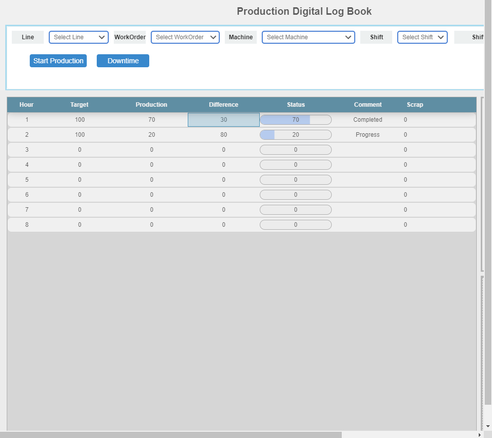 Production Digital Log Book
Line Select Line WorkOrder Select WorkOrder Machine Select Machine Shift Select Shift Shif
Start Production Downtime
Hour Target Production Difference Status Comment Scrap
1 100 70 30 70 Completed 0
2 100 20 80 20 Progress 0
3 0 0 0 0 0
4 0 0 0 0 0
5 0 0 0 0 0
6 0 0 0 0 0
7 0 0 0 0 0
8 0 0 0 0 0